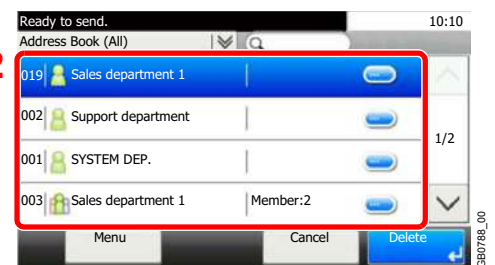 Ready to send. 10:10
Address Book (All)
2
019 Sales department 1
002 Support department
1/2
001 SYSTEM DEP.
003 Sales department 1 Member:2
Menu Cancel Delete
GB0788_00